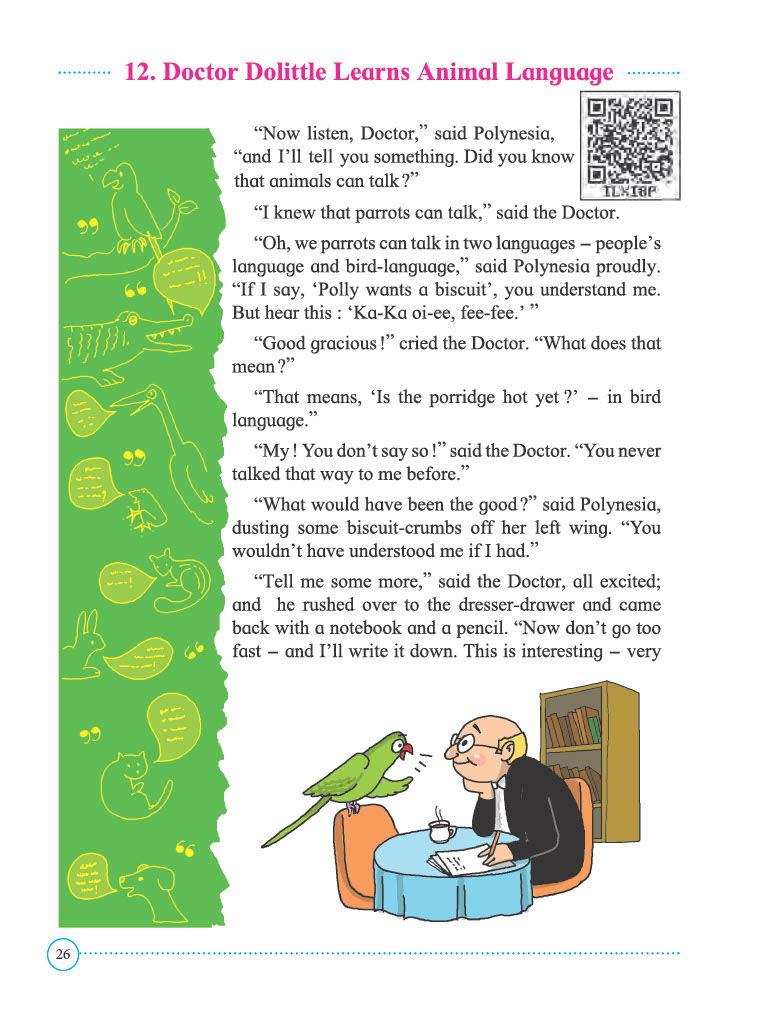 12. Doctor Dolittle Learns Animal Language
“Now listen, Doctor,” said Polynesia,
“and I’ll tell you something. Did you know
that animals can talk?”
“I knew that parrots can talk,” said the Doctor.
“Oh, we parrots can talk in two languages – people’s
language and bird-language,” said Polynesia proudly.
“If I say, ‘Polly wants a biscuit’, you understand me.
But hear this : ‘Ka-Ka oi-ee, fee-fee.’ ”
“Good gracious!” cried the Doctor. “What does that
mean?”
“That means, ‘Is the porridge hot yet?’ – in bird
language.”
“My! You don’t say so!” said the Doctor. “You never
talked that way to me before.”
“What would have been the good?” said Polynesia,
dusting some biscuit-crumbs off her left wing. “You
wouldn’t have understood me if I had.”
“Tell me some more,” said the Doctor, all excited;
and he rushed over to the dresser-drawer and came
back with a notebook and a pencil. “Now don’t go too
fast – and I’ll write it down. This is interesting – very
26